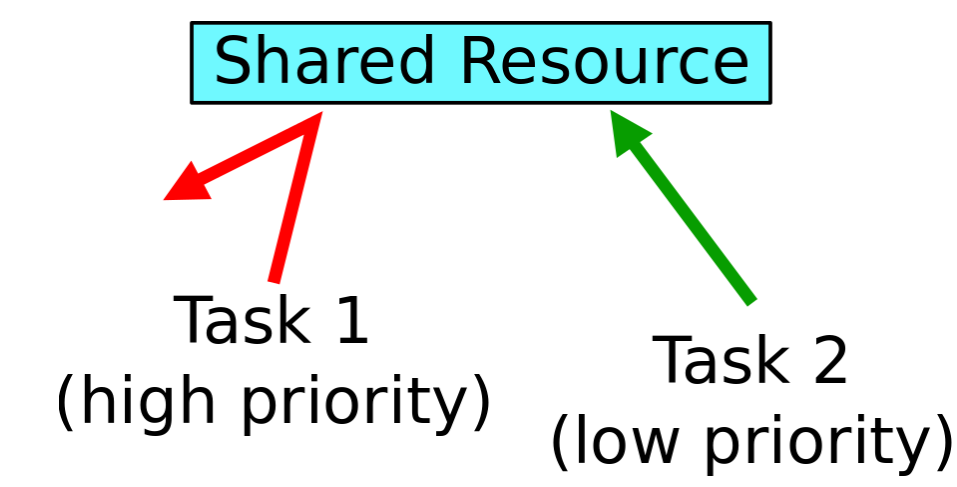 Shared Resource
Task 1
(high priority)
Task 2
(low priority)